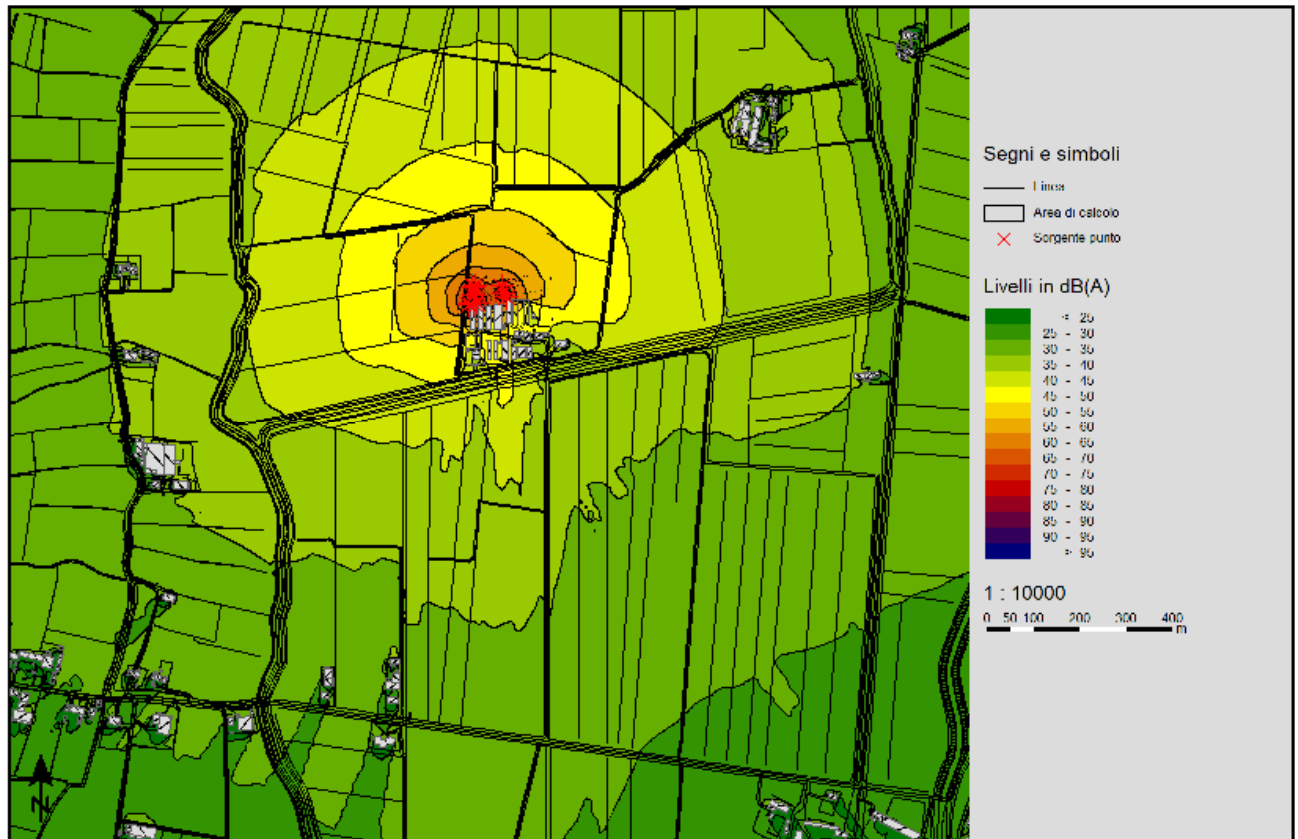 Segni e simboli
Linea
Area di calcolo
Sorgente punto
Livelli in dB(A)
< 25
25 - 30
30 - 35
35 - 40
40 - 45
45 - 50
50 - 55
55 - 60
60 - 65
65 - 70
70 - 75
75 - 80
80 - 85
85 - 90
90 - 95
> 95
1 : 10000
0 50 100 200 300 400
m
N